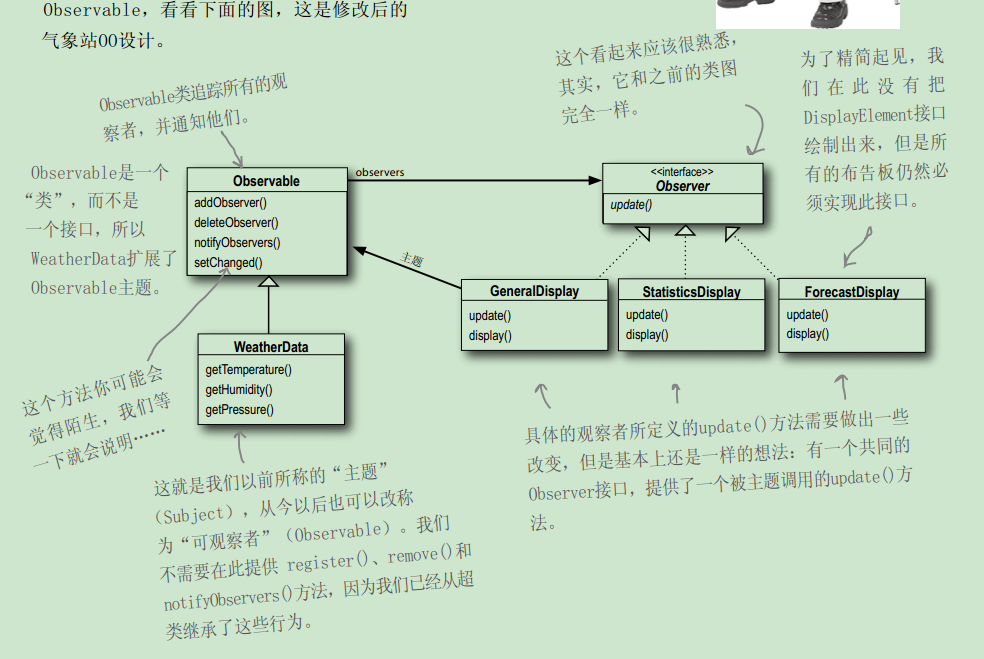 Observable，看看下面的图，这是修改后的
气象站OO设计。
Observable类追踪所有的观
察者，并通知他们。
这个看起来应该很熟悉，
其实，它和之前的类图
完全一样。
为了精简起见，我
们在此没有把
DisplayElement接口
绘制出来，但是所
有的布告板仍然必
须实现此接口。
Observable是一个
“类”，而不是
一个接口，所以
WeatherData扩展了
Observable主题。
Observable
addObserver()
deleteObserver()
notifyObservers()
setChanged()
observers
<<interface>>
Observer
update()
主题
GeneralDisplay
update()
display()
StatisticsDisplay
update()
display()
ForecastDisplay
update()
display()
WeatherData
getTemperature()
getHumidity()
getPressure()
这个方法你可能会
觉得陌生，我们等
一下就会说明……
这就是我们以前所称的“主题”
（Subject），从今以后也可以改称
为“可观察者”（Observable）。我们
不需要在此提供 register()、remove()和
notifyObservers()方法，因为我们已经从超
类继承了这些行为。
具体的观察者所定义的update()方法需要做出一些
改变，但是基本上还是一样的想法：有一个共同的
Observer接口，提供了一个被主题调用的update()方
法。